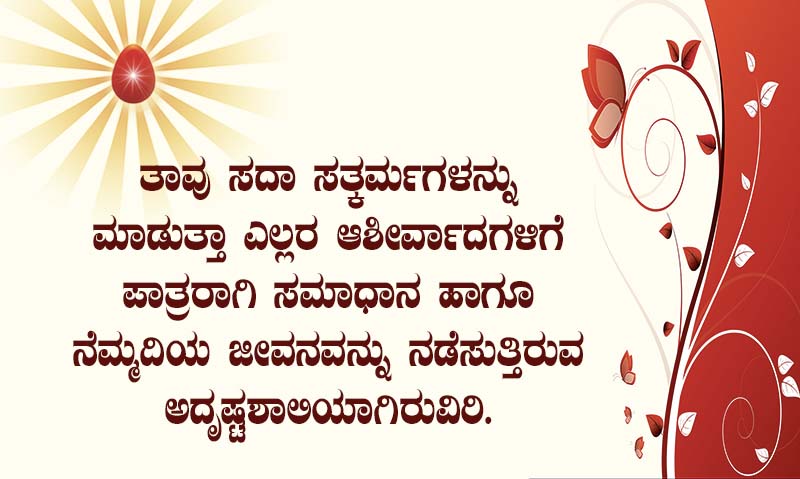 ತಾವು ಸದಾ ಸತ್ಕರ್ಮಗಳನ್ನು
ಮಾಡುತ್ತಾ ಎಲ್ಲರ ಆಶೀರ್ವಾದಗಳಿಗೆ
ಪಾತ್ರರಾಗಿ ಸಮಾಧಾನ ಹಾಗೂ
ನೆಮ್ಮದಿಯ ಜೀವನವನ್ನು ನಡೆಸುತ್ತಿರುವ
ಅದೃಷ್ಟಶಾಲಿಯಾಗಿರುವಿರಿ.